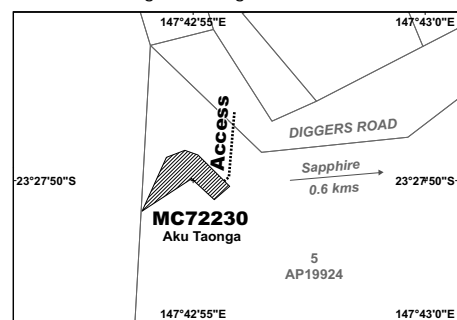 147°42'55"E
147°43'0"E
Access
DIGGERS ROAD
Sapphire
0.6 kms
23°27'50"S
23°27'50"S
MC72230
Aku Taonga
5
AP19924
147°42'55"E
147°43'0"E